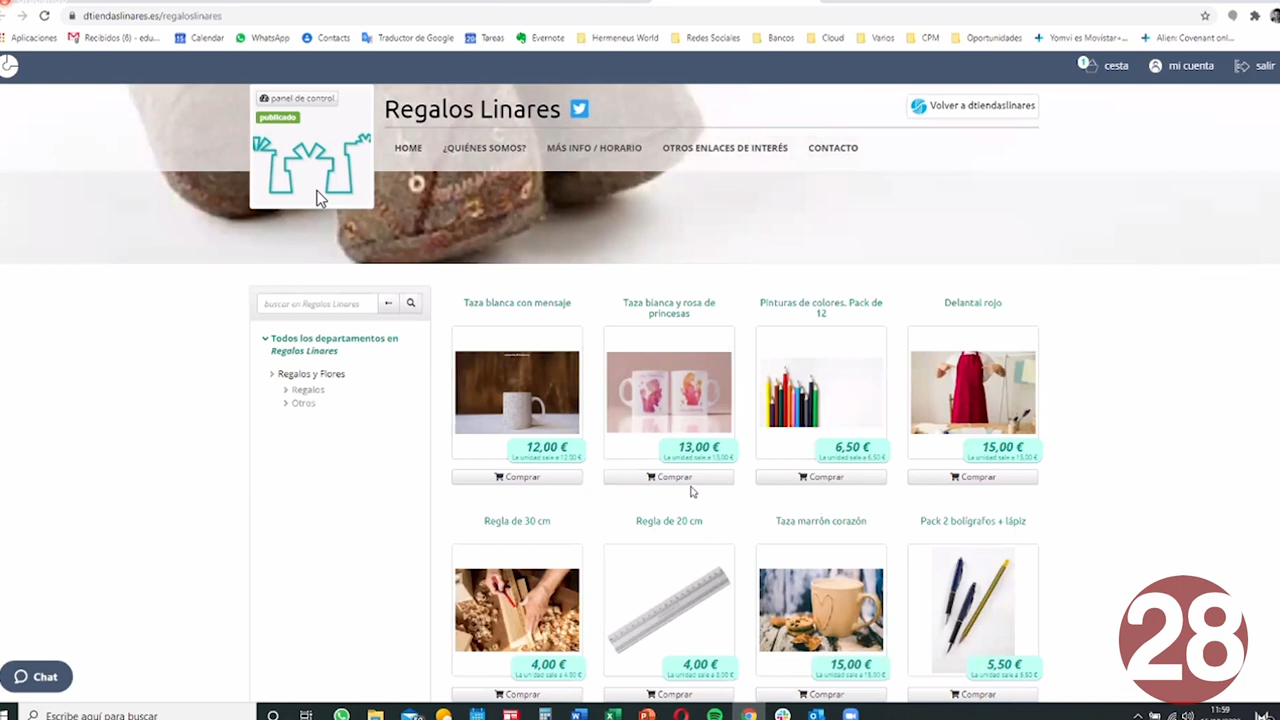 dtiendaslinares.es/regaloslinares
Aplicaciones
Recibidos (6) - edu...
Calendar
WhatsApp
Contacts
Traductor de Google
Tareas
Evernote
Hermeneus World
Redes Sociales
Bancos
Cloud
Varios
CPM
Oportunidades
Yomvi es Movistar+...
Alien: Covenant onl...
1
cesta
mi cuenta
salir
panel de control
publicado
Regalos Linares
Volver a dtiendaslinares
HOME
¿QUIÉNES SOMOS?
MÁS INFO / HORARIO
OTROS ENLACES DE INTERÉS
CONTACTO
buscar en Regalos Linares
Todos los departamentos en
Regalos Linares
Regalos y Flores
Regalos
Otros
Taza blanca con mensaje
12,00 €
La unidad sale a 12,00 €
Comprar
Taza blanca y rosa de
princesas
13,00 €
La unidad sale a 13,00 €
Comprar
Pinturas de colores. Pack de
12
6,50 €
La unidad sale a 6,50 €
Comprar
Delantal rojo
15,00 €
La unidad sale a 15,00 €
Comprar
Regla de 30 cm
4,00 €
La unidad sale a 4,00 €
Comprar
Regla de 20 cm
4,00 €
La unidad sale a
Comprar
Taza marrón corazón
15,00 €
La unidad sale a 15,00 €
Comprar
Pack 2 bolígrafos + lápiz
5,50 €
La unidad sale a 5,50 €
Comprar
28
Chat
Escribe aquí para buscar
11:59